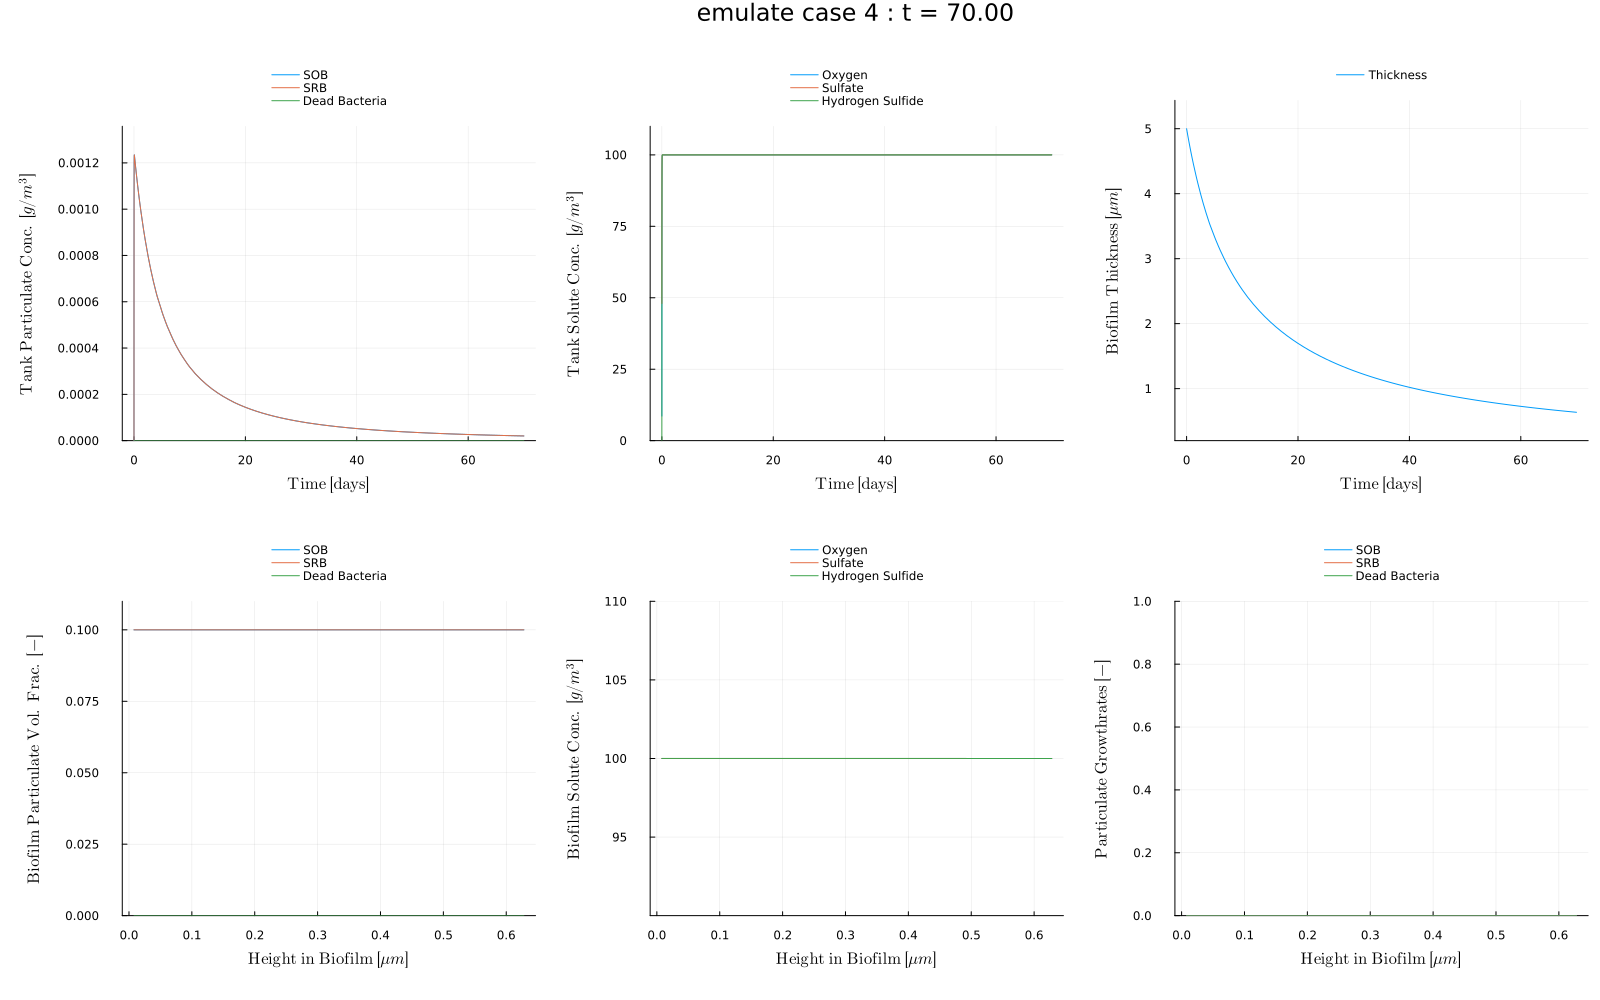 emulate case 4 : t = 70.00
SOB
SRB
Dead Bacteria
Tank Particulate Conc. [g/m³]
0.0012
0.0010
0.0008
0.0006
0.0004
0.0002
0.0000
0 20 40 60
Time [days]
Oxygen
Sulfate
Hydrogen Sulfide
Tank Solute Conc. [g/m³]
100
75
50
25
0
0 20 40 60
Time [days]
Thickness
Biofilm Thickness [μm]
5
4
3
2
1
0 20 40 60
Time [days]
SOB
SRB
Dead Bacteria
Biofilm Particulate Vol. Frac. [−]
0.100
0.075
0.050
0.025
0.000
0.0 0.1 0.2 0.3 0.4 0.5 0.6
Height in Biofilm [μm]
Oxygen
Sulfate
Hydrogen Sulfide
Biofilm Solute Conc. [g/m³]
110
105
100
95
0.0 0.1 0.2 0.3 0.4 0.5 0.6
Height in Biofilm [μm]
SOB
SRB
Dead Bacteria
Particulate Growthrates [−]
1.0
0.8
0.6
0.4
0.2
0.0
0.0 0.1 0.2 0.3 0.4 0.5 0.6
Height in Biofilm [μm]